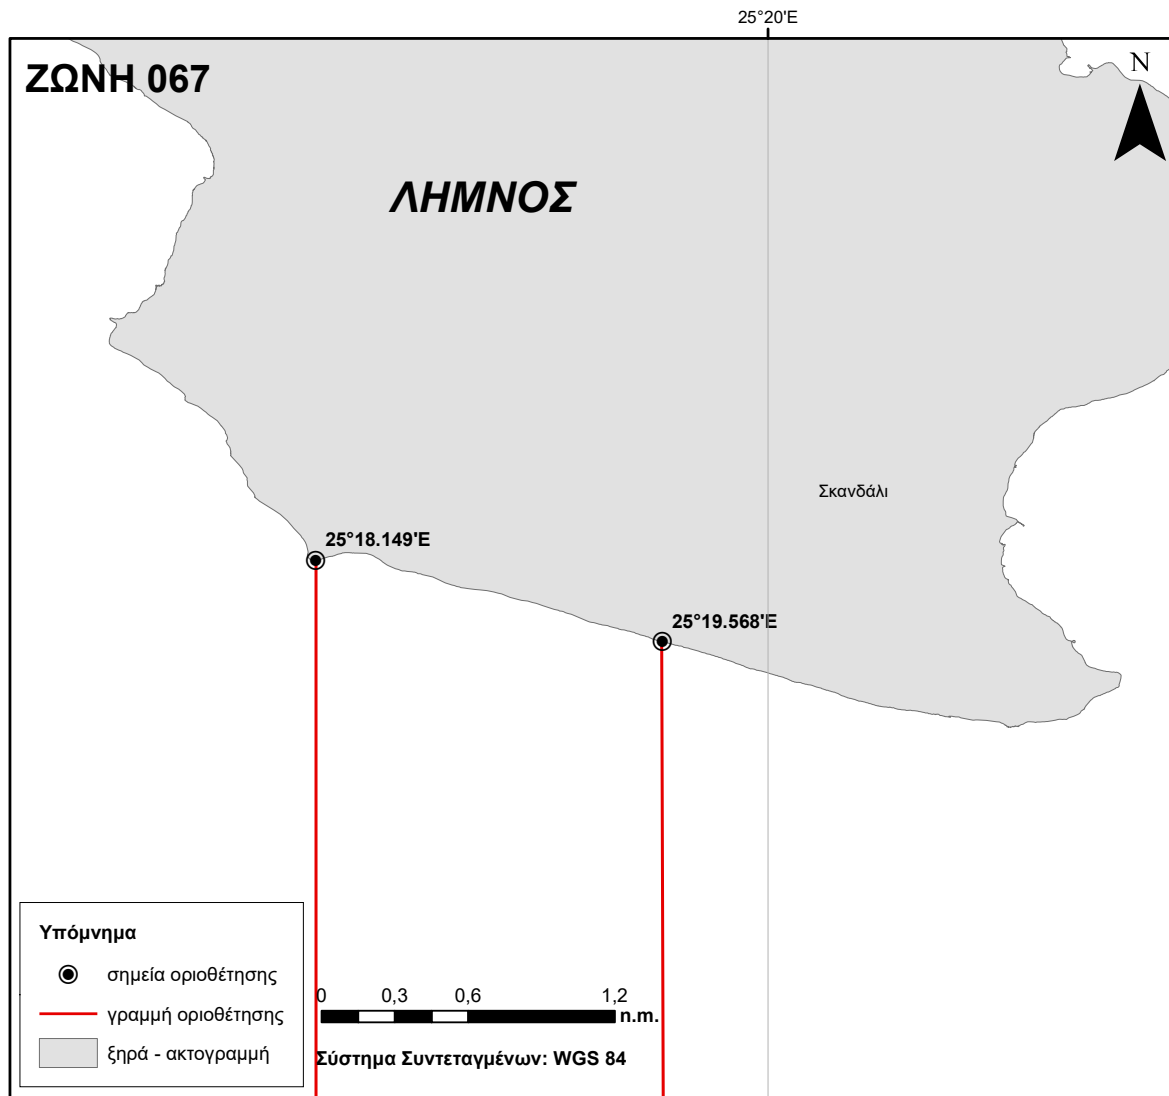 25°20'E
ΖΩΝΗ 067
N
ΛΗΜΝΟΣ
Σκανδάλι
25°18.149'E
25°19.568'E
Υπόμνημα
σημεία οριοθέτησης
γραμμή οριοθέτησης
ξηρά - ακτογραμμή
0 0,3 0,6 1,2
n.m.
Σύστημα Συντεταγμένων: WGS 84